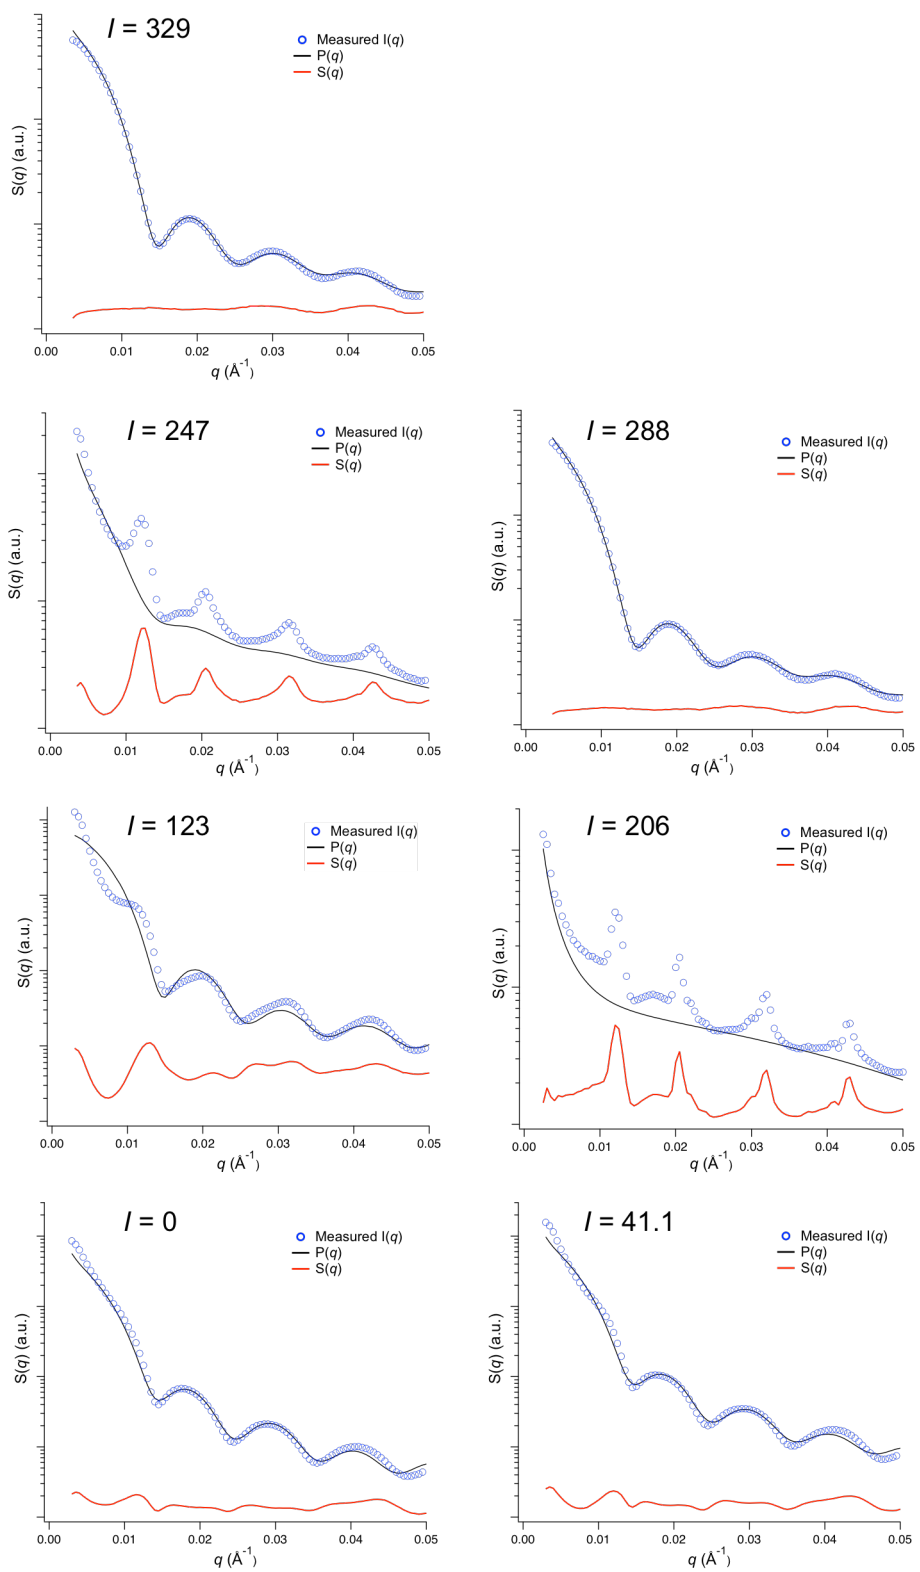 I = 329
Measured I(q)
P(q)
S(q)
S(q) (a.u.)
0.00 0.01 0.02 0.03 0.04 0.05
q (Å⁻¹)
I = 247
Measured I(q)
P(q)
S(q)
S(q) (a.u.)
0.00 0.01 0.02 0.03 0.04 0.05
q (Å⁻¹)
I = 288
Measured I(q)
P(q)
S(q)
S(q) (a.u.)
0.00 0.01 0.02 0.03 0.04 0.05
q (Å⁻¹)
I = 123
Measured I(q)
P(q)
S(q)
S(q) (a.u.)
0.00 0.01 0.02 0.03 0.04 0.05
q (Å⁻¹)
I = 206
Measured I(q)
P(q)
S(q)
S(q) (a.u.)
0.00 0.01 0.02 0.03 0.04 0.05
q (Å⁻¹)
I = 0
Measured I(q)
P(q)
S(q)
S(q) (a.u.)
0.00 0.01 0.02 0.03 0.04 0.05
q (Å⁻¹)
I = 41.1
Measured I(q)
P(q)
S(q)
S(q) (a.u.)
0.00 0.01 0.02 0.03 0.04 0.05
q (Å⁻¹)